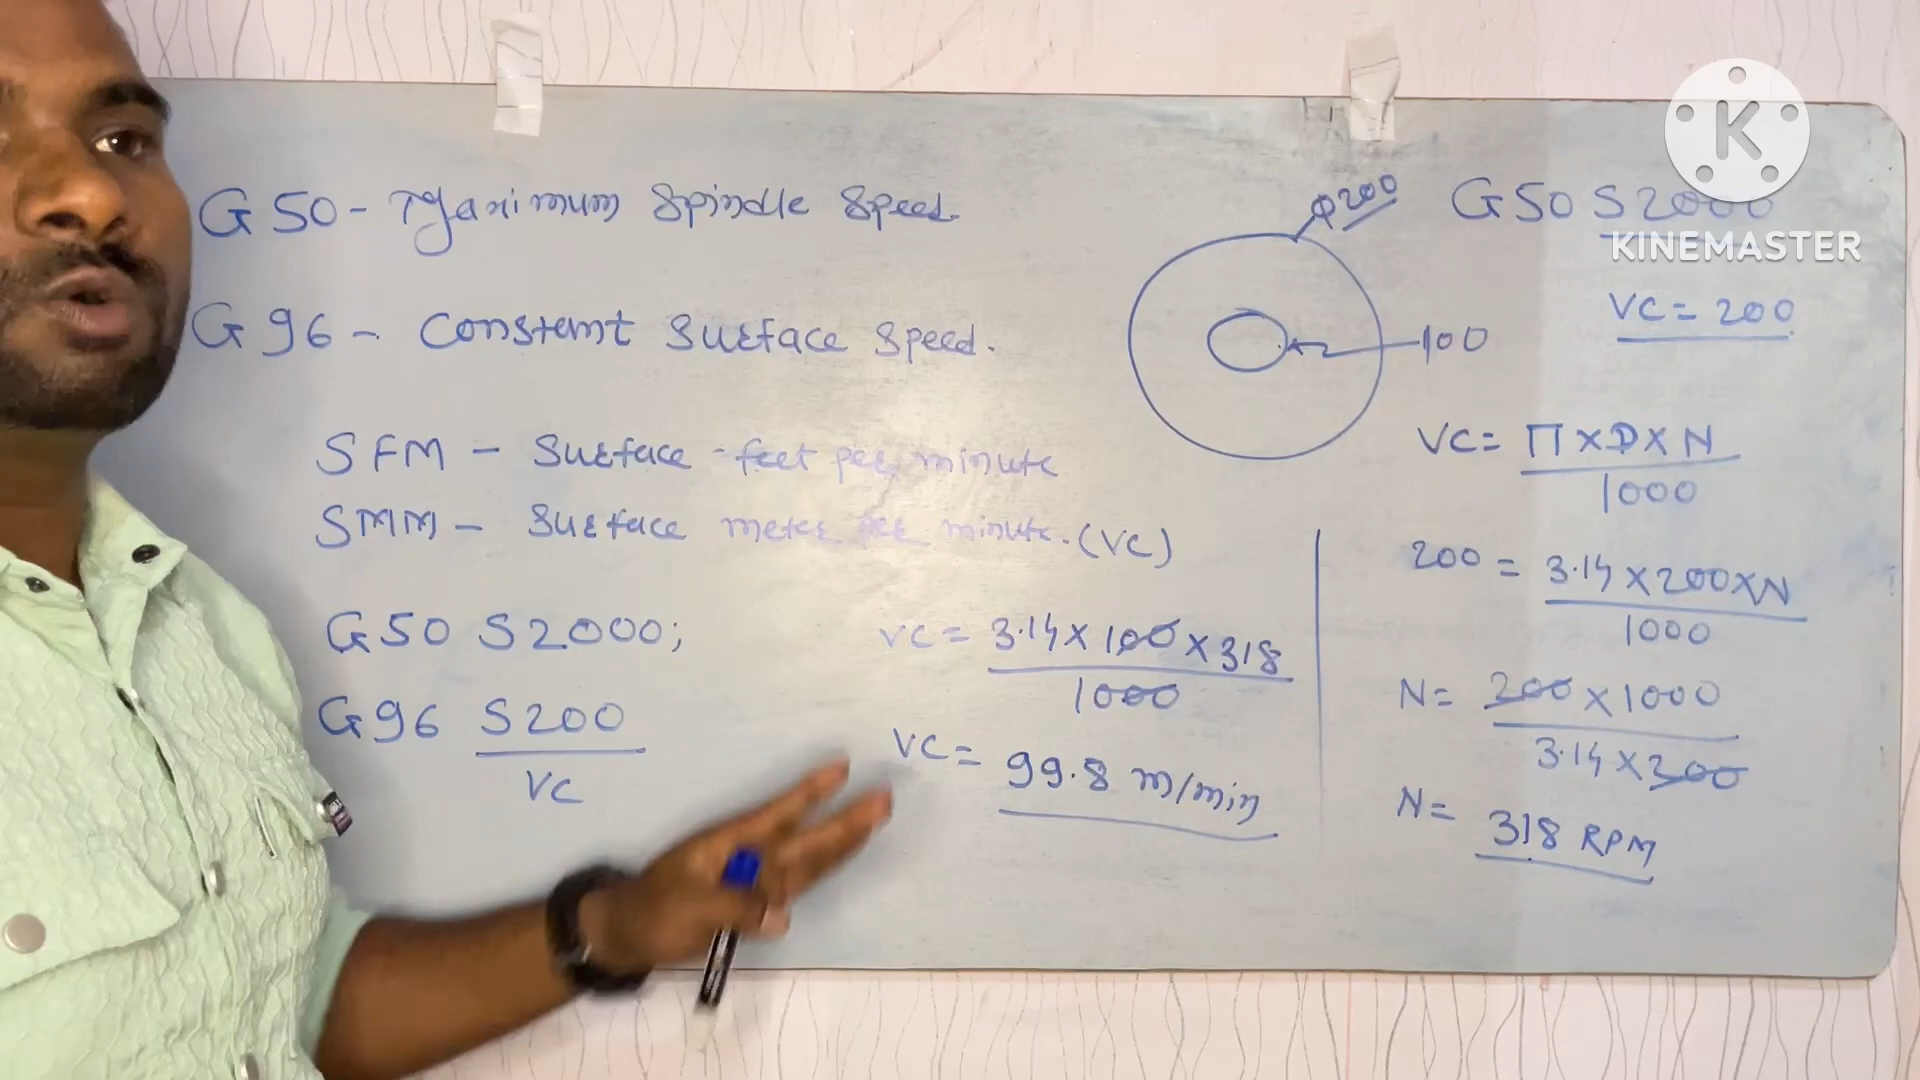 G50 - Maximum Spindle Speed.
G96 - Constant Surface Speed.
SFM - Surface feet per minute
SMM - Surface meter per minute. (VC)
G50 S2000;
G96 S200
VC
VC = 3.14 x 100 x 318
1000
VC = 99.8 m/min
Φ200
100
G50 S2000
VC = 200
VC = Π x D x N
1000
200 = 3.14 x 200 x N
1000
N = 200 x 1000
3.14 x 200
N = 318 RPM
K
KINEMASTER